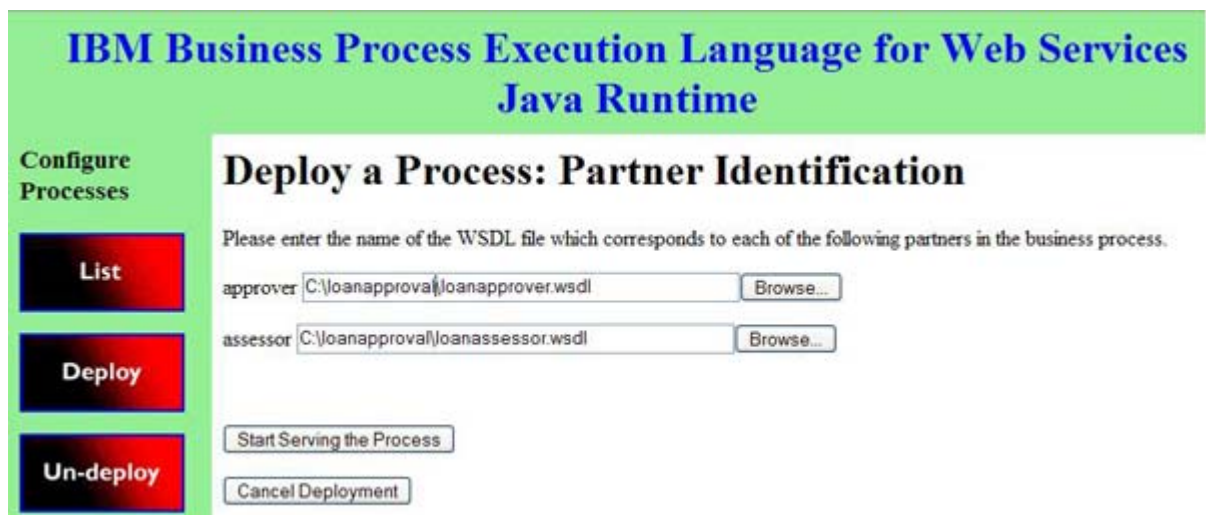 IBM Business Process Execution Language for Web Services
Java Runtime
Configure
Processes
List
Deploy
Un-deploy
Deploy a Process: Partner Identification
Please enter the name of the WSDL file which corresponds to each of the following partners in the business process.
approver C:\loanapproval\loanapprover.wsdl Browse...
assessor C:\loanapproval\loanassessor.wsdl Browse...
Start Serving the Process
Cancel Deployment